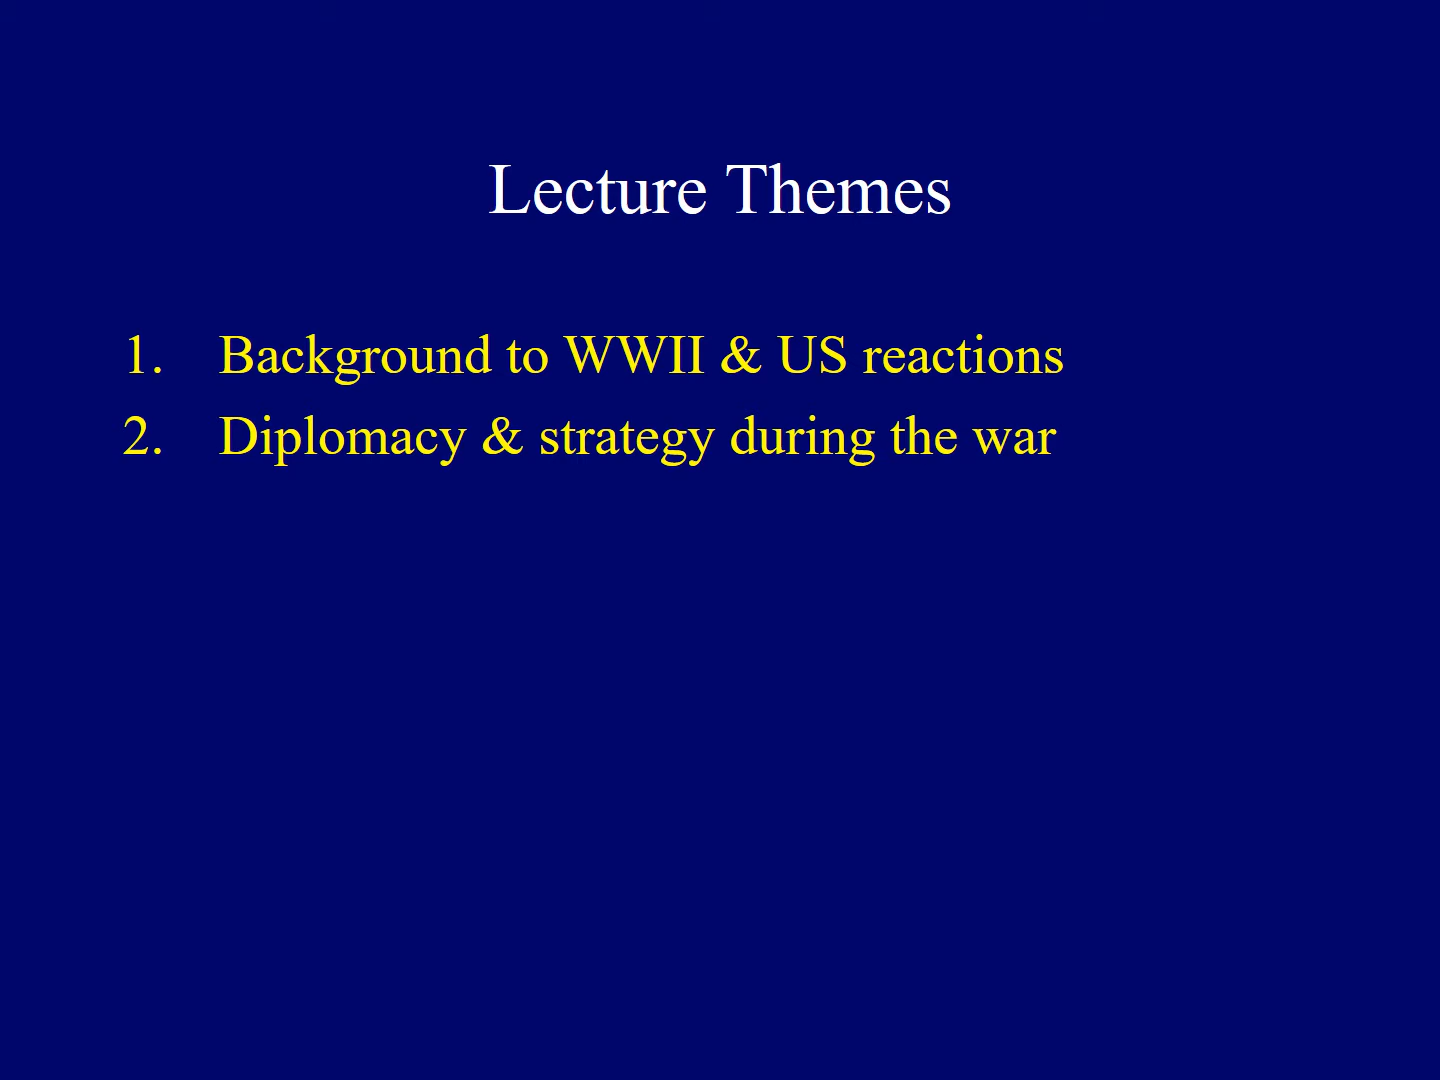 Lecture Themes
1. Background to WWII & US reactions
2. Diplomacy & strategy during the war